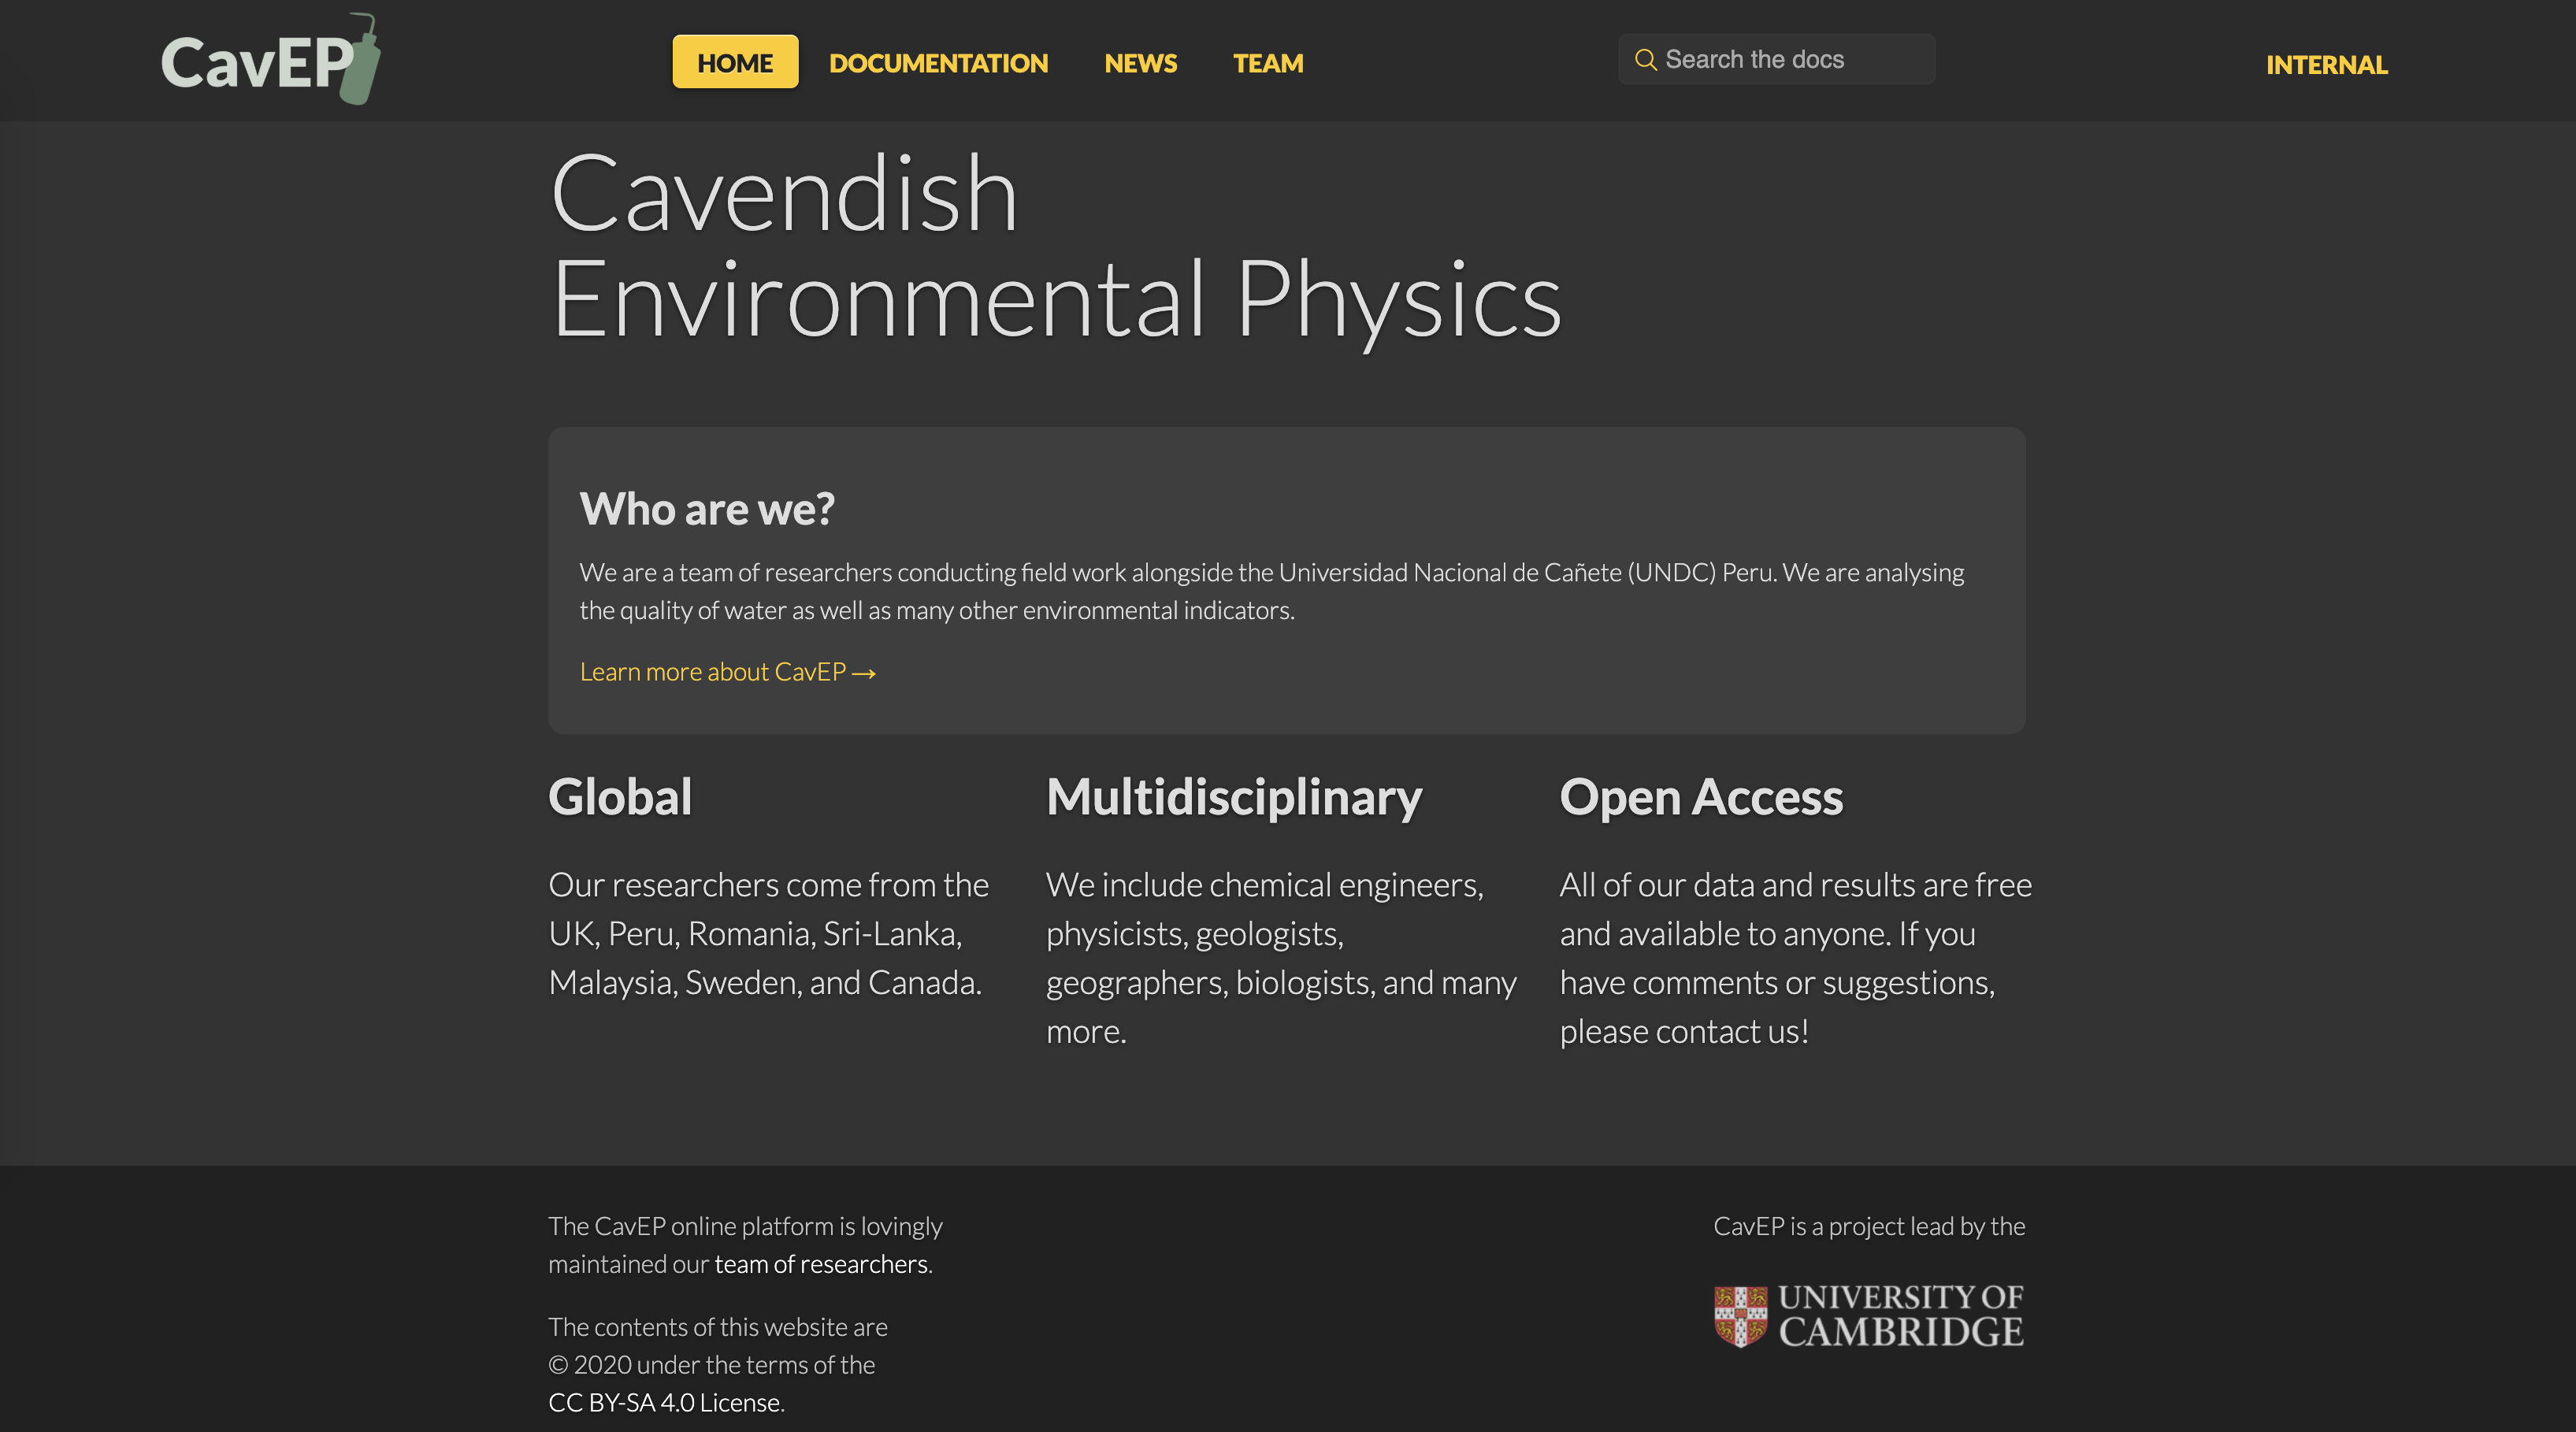 CavEP
HOME
DOCUMENTATION
NEWS
TEAM
Search the docs
INTERNAL
Cavendish
Environmental Physics
Who are we?
We are a team of researchers conducting field work alongside the Universidad Nacional de Cañete (UNDC) Peru. We are analysing
the quality of water as well as many other environmental indicators.
Learn more about CavEP →
Global
Our researchers come from the
UK, Peru, Romania, Sri-Lanka,
Malaysia, Sweden, and Canada.
Multidisciplinary
We include chemical engineers,
physicists, geologists,
geographers, biologists, and many
more.
Open Access
All of our data and results are free
and available to anyone. If you
have comments or suggestions,
please contact us!
The CavEP online platform is lovingly
maintained our team of researchers.
The contents of this website are
© 2020 under the terms of the
CC BY-SA 4.0 License.
CavEP is a project lead by the
UNIVERSITY OF
CAMBRIDGE